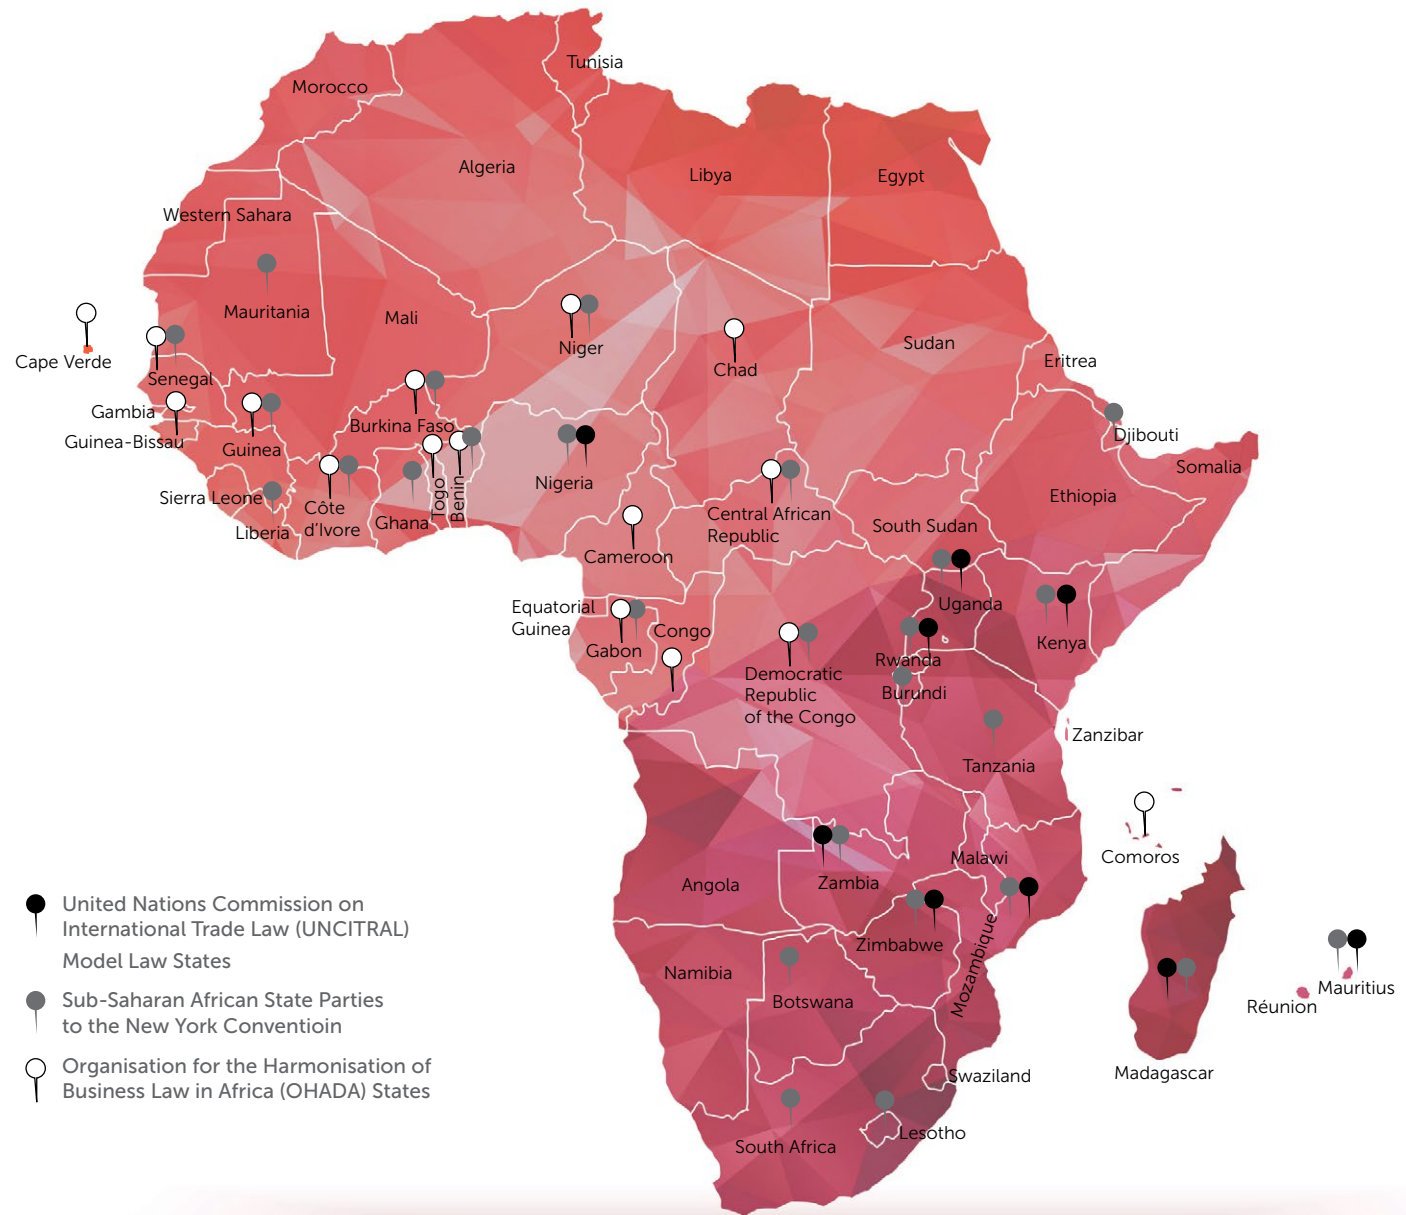 Tunisia
Morocco
Algeria
Libya
Egypt
Western Sahara
Mauritania
Mali
Niger
Chad
Sudan
Eritrea
Cape Verde
Senegal
Gambia
Guinea-Bissau
Guinea
Burkina Faso
Djibouti
Somalia
Sierra Leone
Liberia
Côte
d'Ivore
Ghana
Togo
Benin
Nigeria
Ethiopia
Central African
Republic
South Sudan
Cameroon
Equatorial
Guinea
Gabon
Congo
Uganda
Kenya
Rwanda
Burundi
Democratic
Republic
of the Congo
Zanzibar
Tanzania
Comoros
Malawi
Angola
Zambia
Zimbabwe
Mozambique
Namibia
Botswana
Mauritius
Réunion
Madagascar
Swaziland
South Africa
Lesotho
United Nations Commission on
International Trade Law (UNCITRAL)
Model Law States
Sub-Saharan African State Parties
to the New York Conventioin
Organisation for the Harmonisation of
Business Law in Africa (OHADA) States